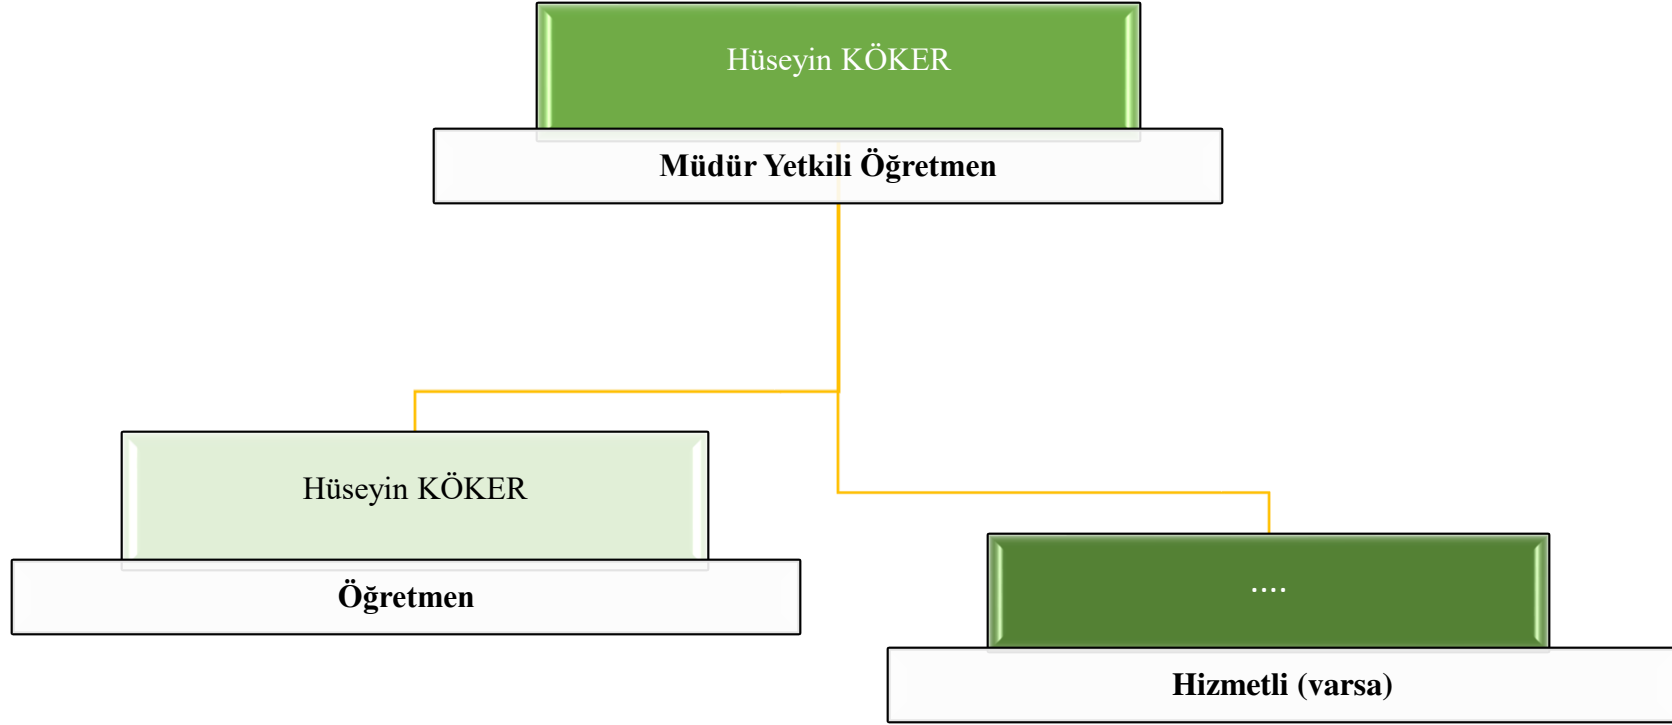 Hüseyin KÖKER
Müdür Yetkili Öğretmen
Hüseyin KÖKER
Öğretmen
....
Hizmetli (varsa)